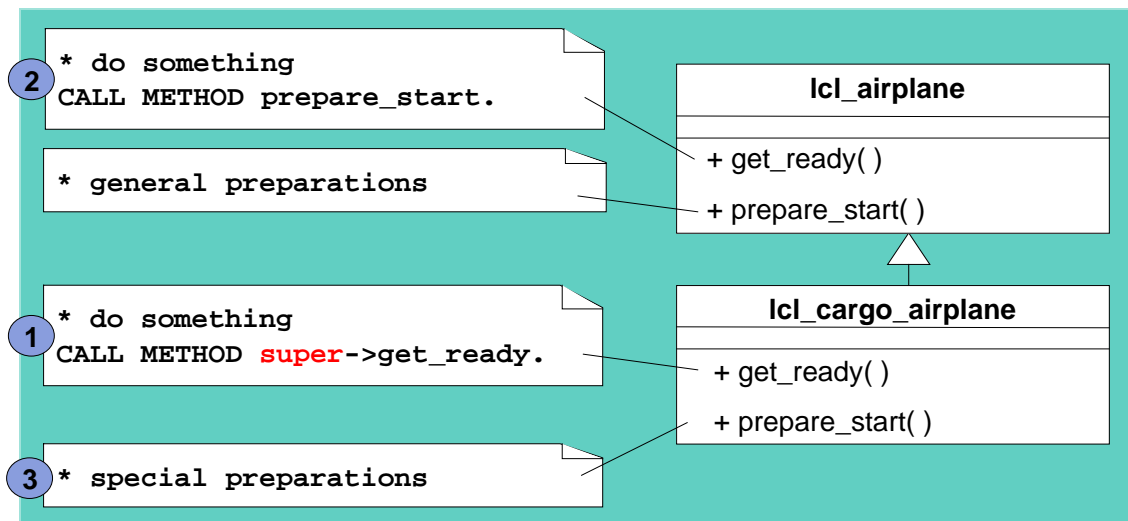 2
* do something
CALL METHOD prepare_start.
* general preparations
lcl_airplane
+ get_ready( )
+ prepare_start( )
1
* do something
CALL METHOD super->get_ready.
3
* special preparations
lcl_cargo_airplane
+ get_ready( )
+ prepare_start( )